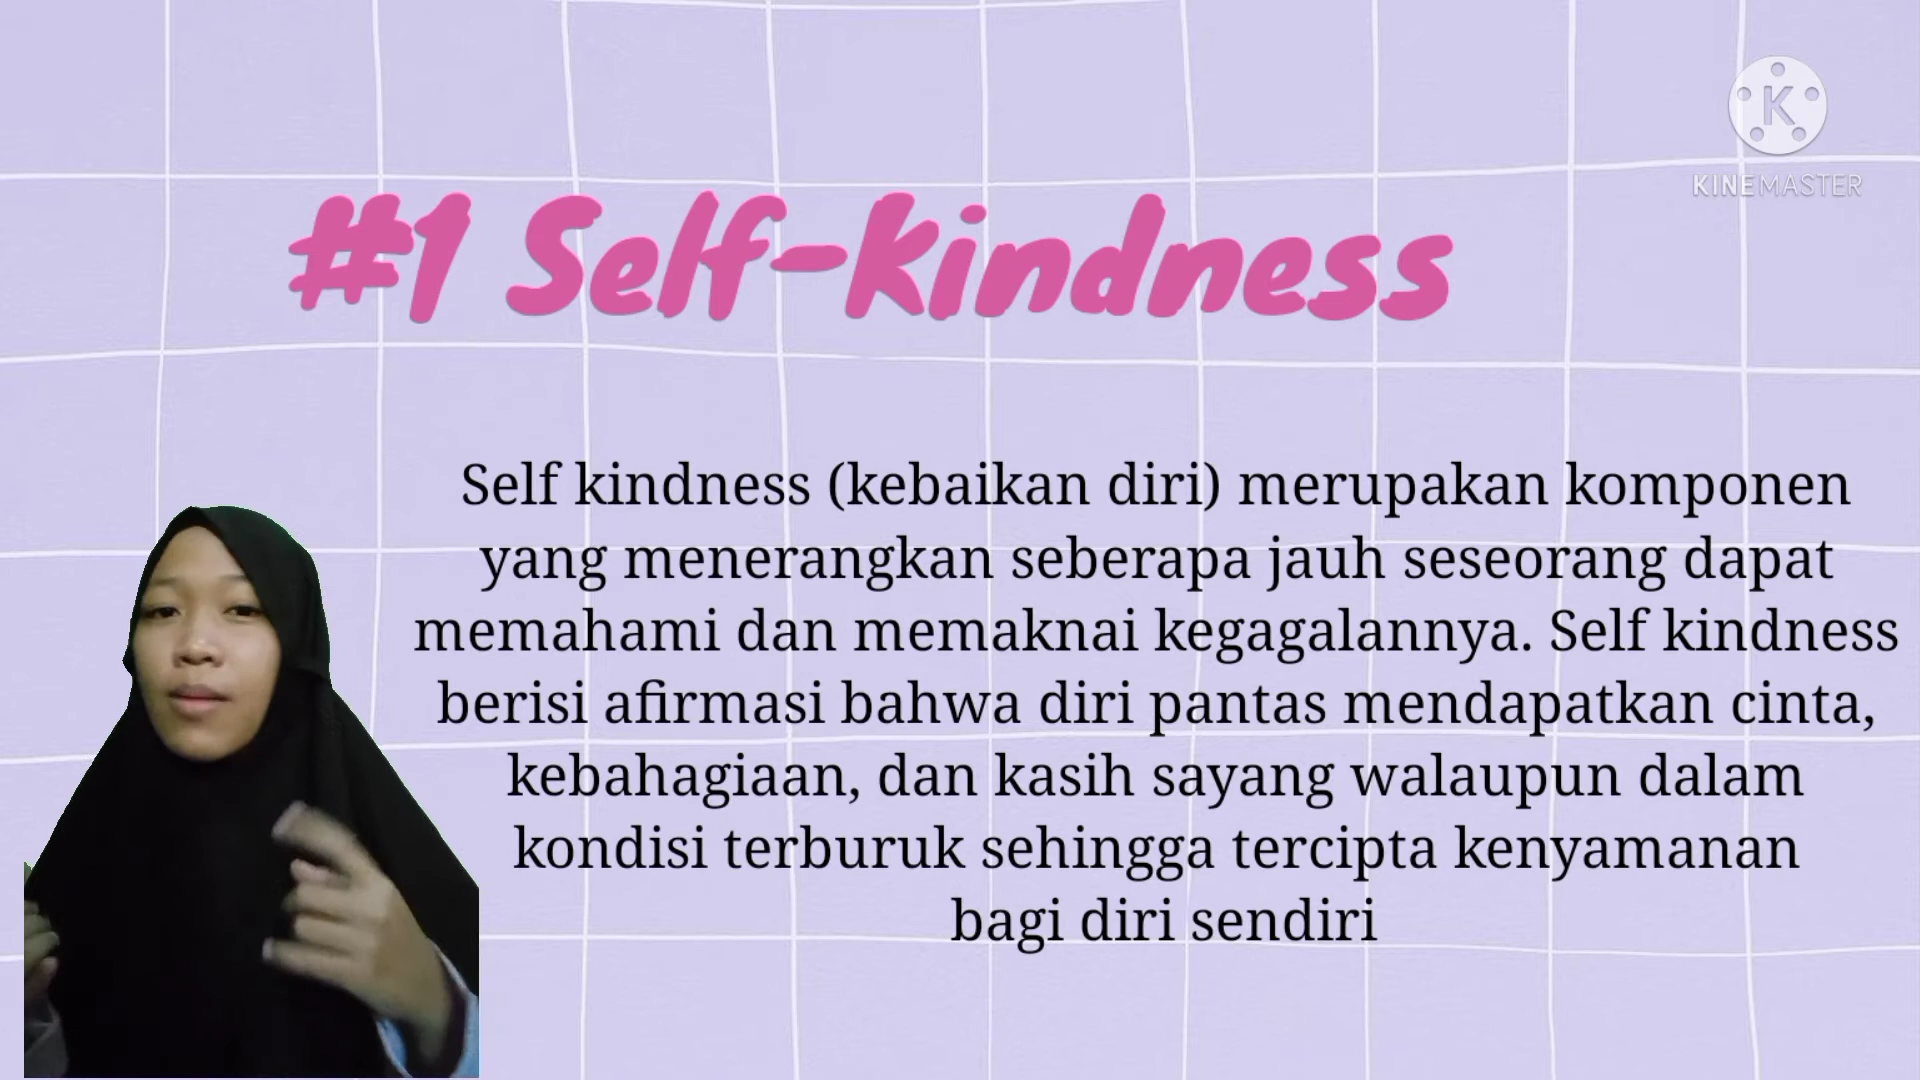 K
KINEMASTER
#1 Self-Kindness
Self kindness (kebaikan diri) merupakan komponen
yang menerangkan seberapa jauh seseorang dapat
memahami dan memaknai kegagalannya. Self kindness
berisi afirmasi bahwa diri pantas mendapatkan cinta,
kebahagiaan, dan kasih sayang walaupun dalam
kondisi terburuk sehingga tercipta kenyamanan
bagi diri sendiri